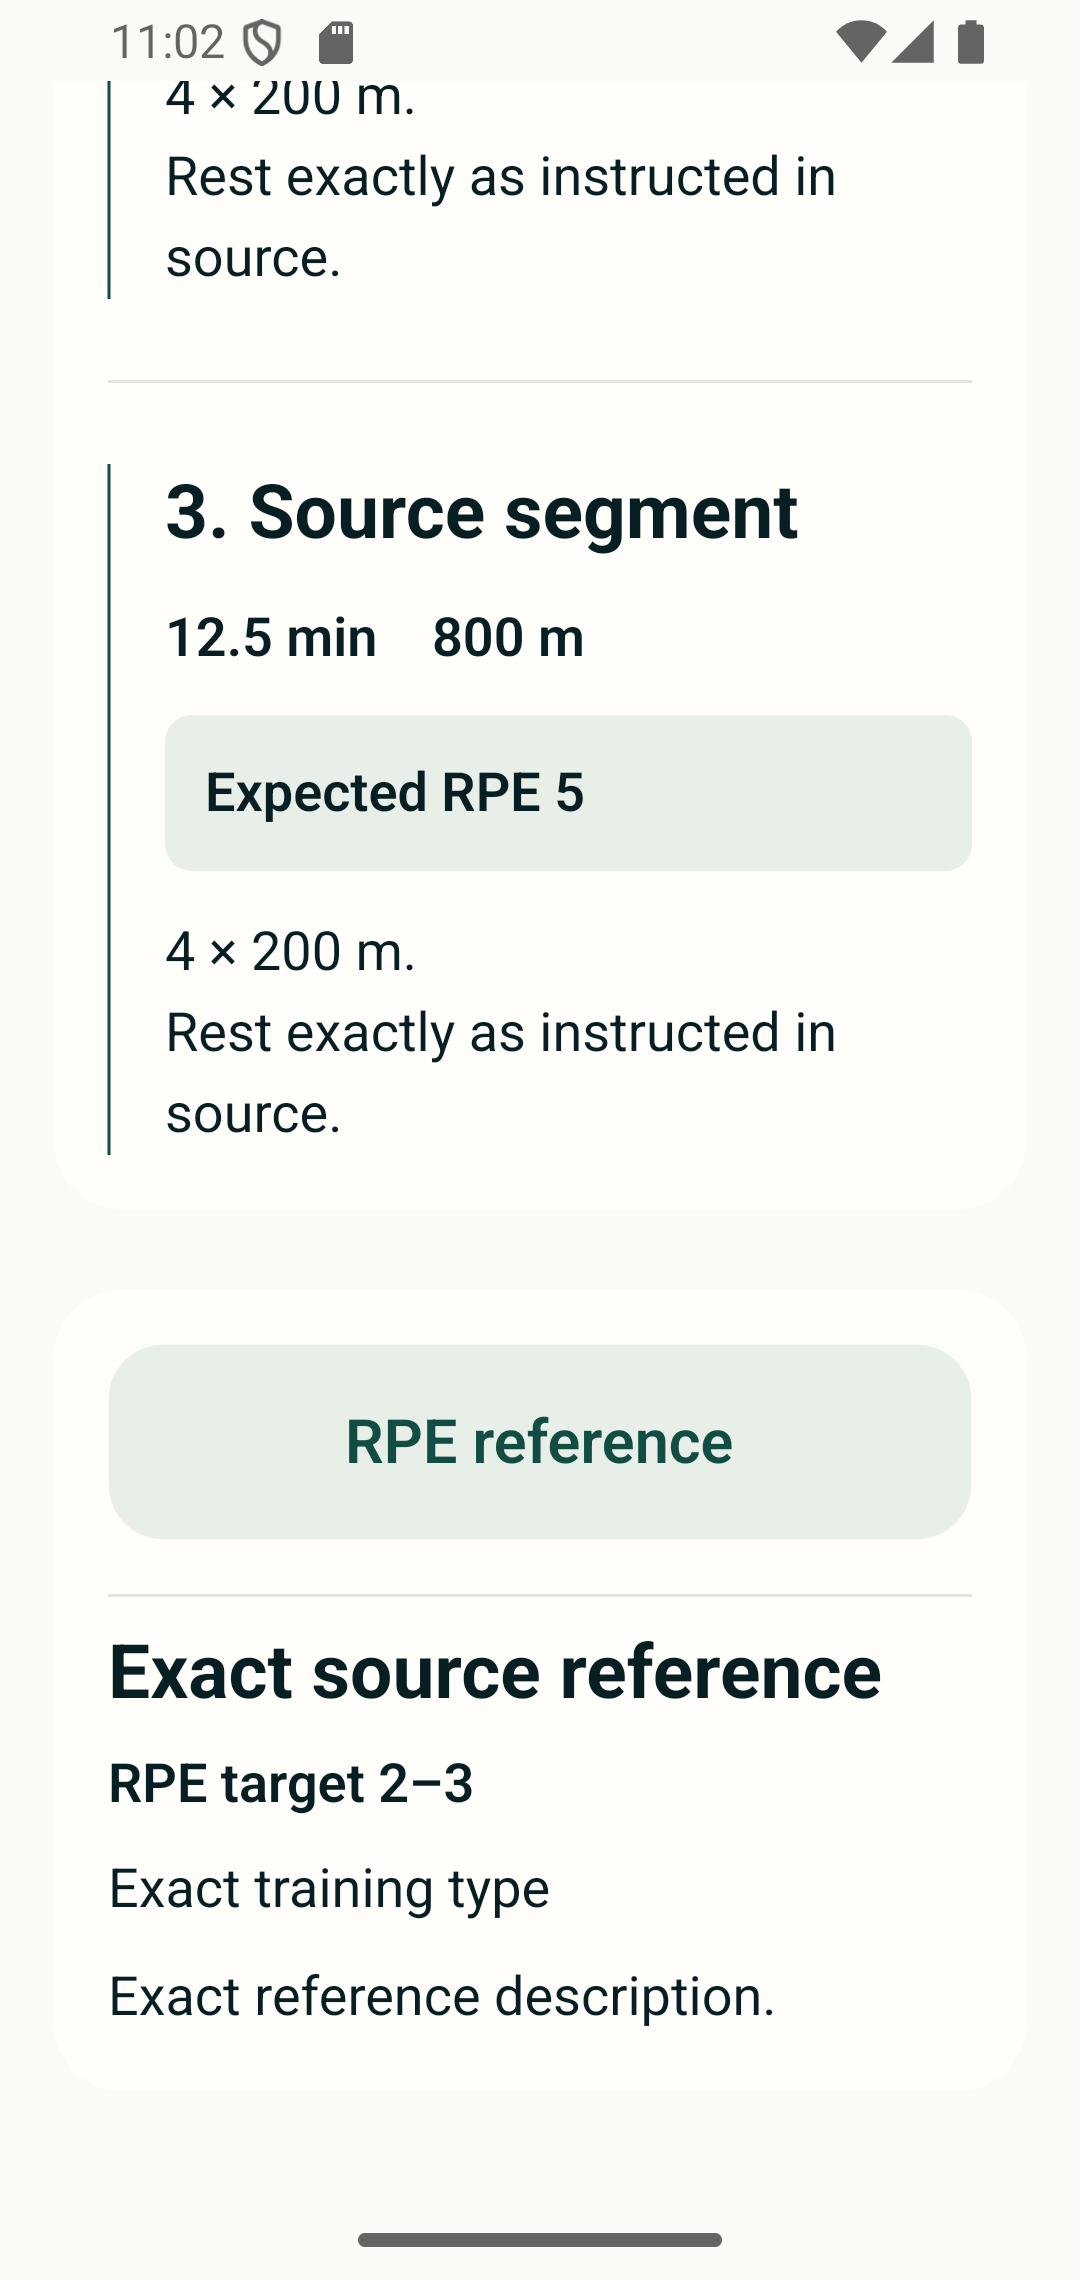 11:02
4 × 200 m.
Rest exactly as instructed in
source.
3. Source segment
12.5 min 800 m
Expected RPE 5
4 × 200 m.
Rest exactly as instructed in
source.
RPE reference
Exact source reference
RPE target 2–3
Exact training type
Exact reference description.